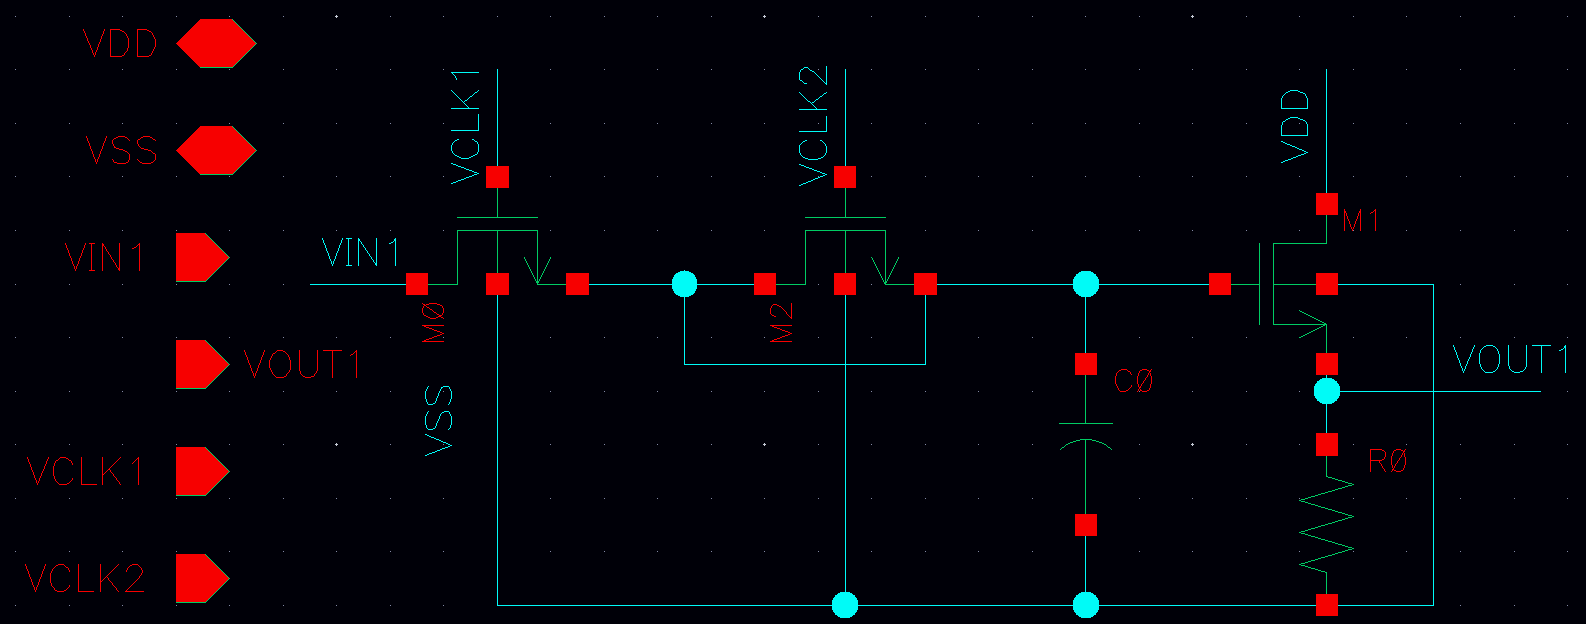 VDD
VSS
VIN1
VOUT1
VCLK1
VCLK2
VCLK1
VIN1
M0
VSS
VCLK2
M2
C0
VDD
M1
VOUT1
R0